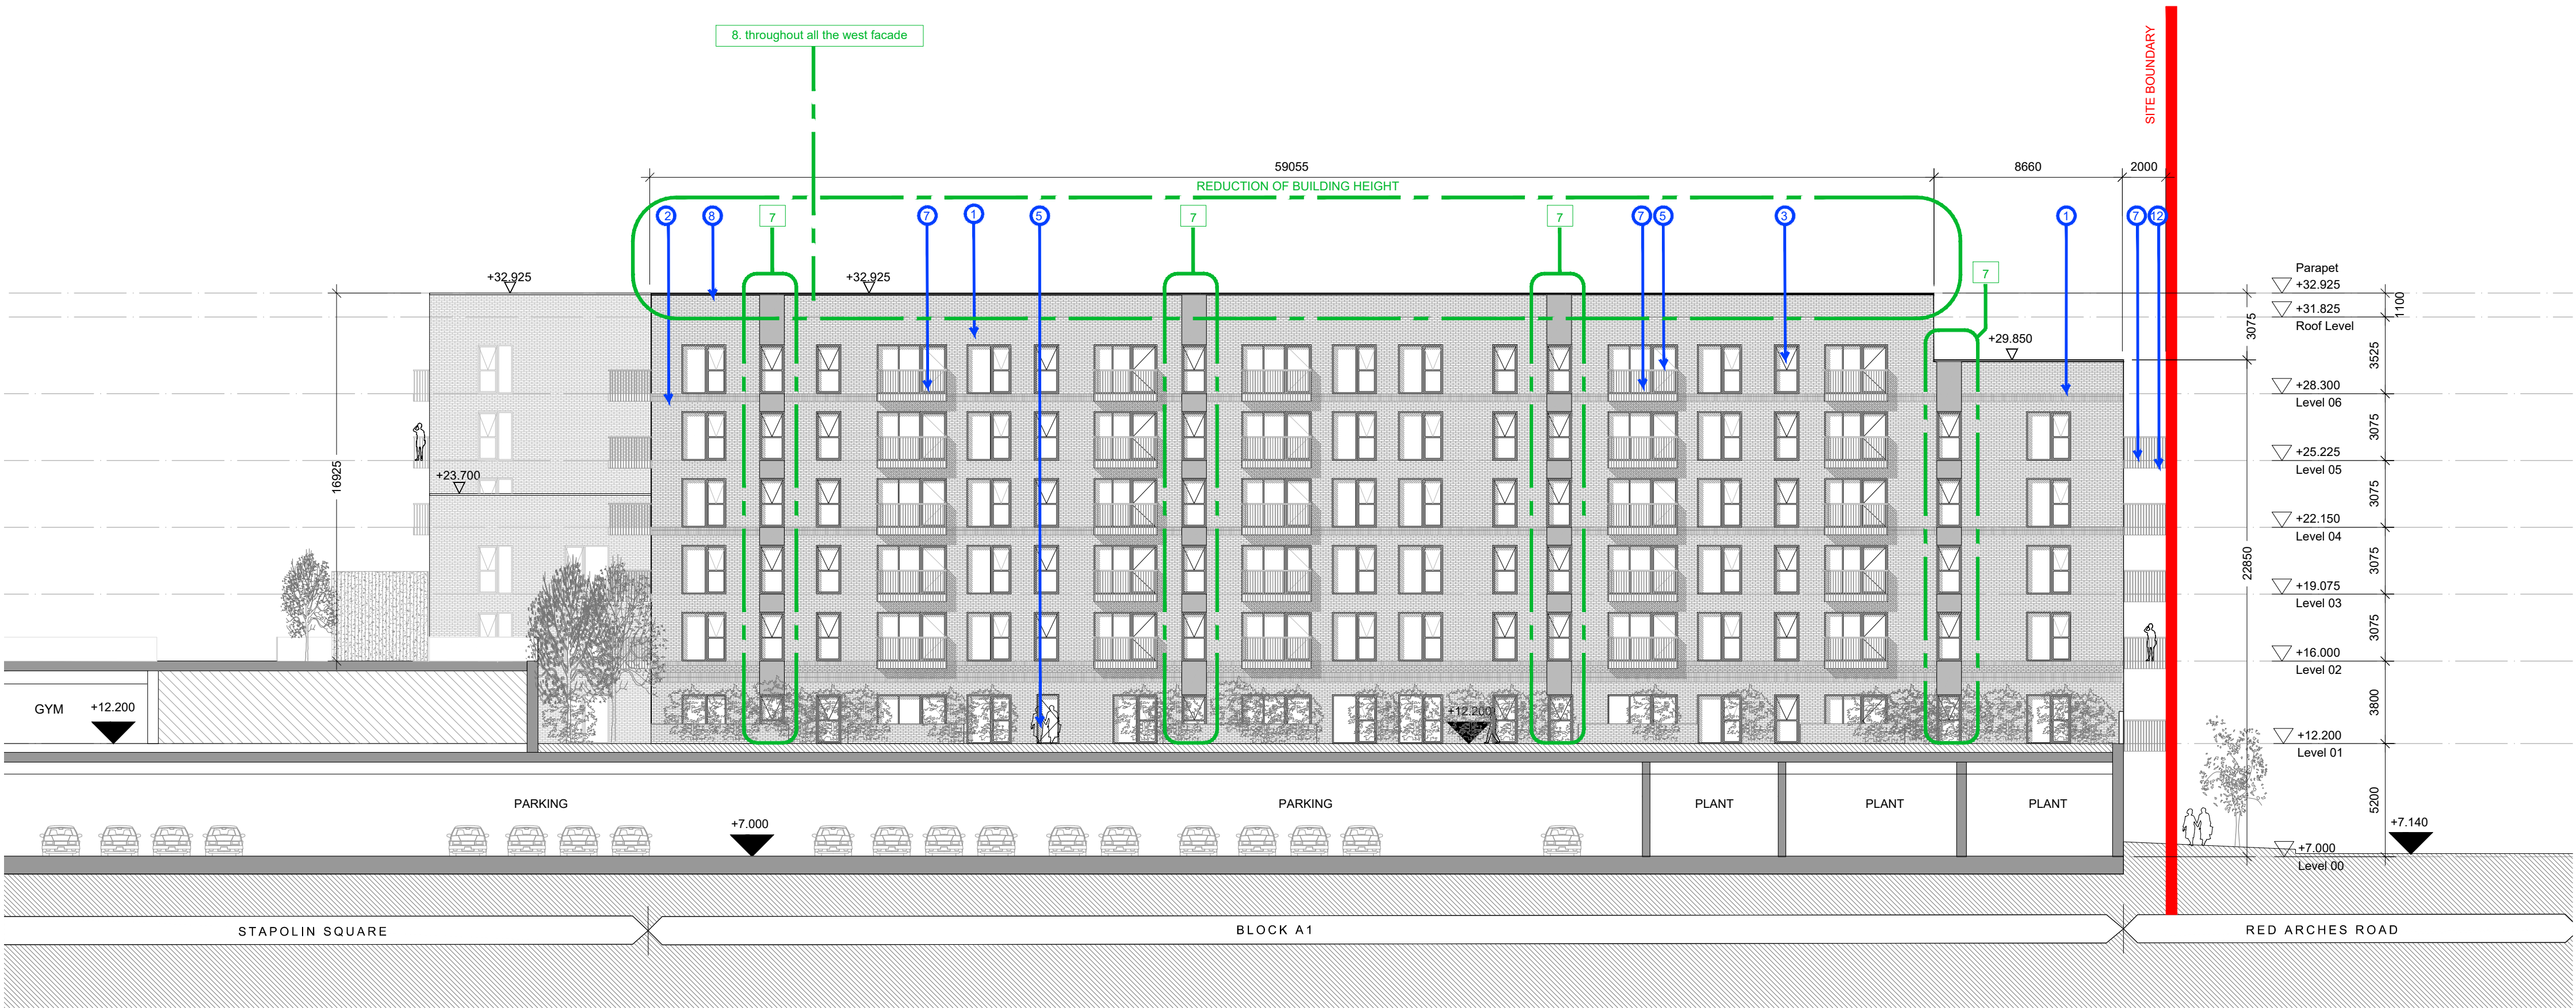 8. throughout all the west facade
SITE BOUNDARY
59055
8660
2000
REDUCTION OF BUILDING HEIGHT
2
8
7
7
1
5
7
7
7
5
3
1
7
12
7
+32.925
+32.925
Parapet
+32.925
1100
+31.825
Roof Level
3075
+29.850
3525
+28.300
Level 06
3075
+25.225
Level 05
16925
+23.700
3075
+22.150
Level 04
22850
3075
+19.075
Level 03
3075
+16.000
Level 02
GYM
+12.200
+12.200
3800
+12.200
Level 01
PARKING
PARKING
PLANT
PLANT
PLANT
5200
+7.000
+7.140
+7.000
Level 00
STAPOLIN SQUARE
BLOCK A1
RED ARCHES ROAD